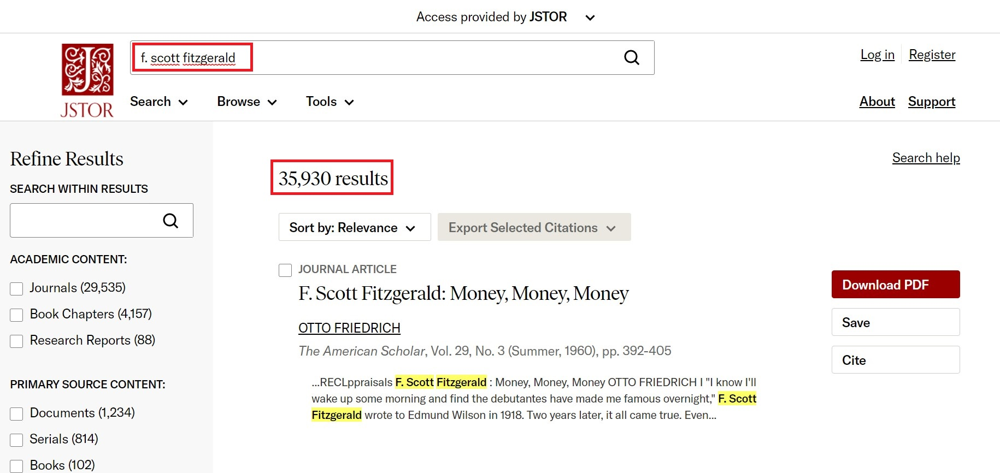 Access provided by JSTOR
f. scott fitzgerald
Log in Register
JSTOR
Search Browse Tools
About Support
Refine Results
SEARCH WITHIN RESULTS
ACADEMIC CONTENT:
Journals (29,535)
Book Chapters (4,157)
Research Reports (88)
PRIMARY SOURCE CONTENT:
Documents (1,234)
Serials (814)
Books (102)
Search help
35,930 results
Sort by: Relevance
Export Selected Citations
JOURNAL ARTICLE
F. Scott Fitzgerald: Money, Money, Money
OTTO FRIEDRICH
The American Scholar, Vol. 29, No. 3 (Summer, 1960), pp. 392-405
...RECLppraisals F. Scott Fitzgerald : Money, Money, Money OTTO FRIEDRICH I "I know I'll
wake up some morning and find the debutantes have made me famous overnight," F. Scott
Fitzgerald wrote to Edmund Wilson in 1918. Two years later, it all came true. Even...
Download PDF
Save
Cite